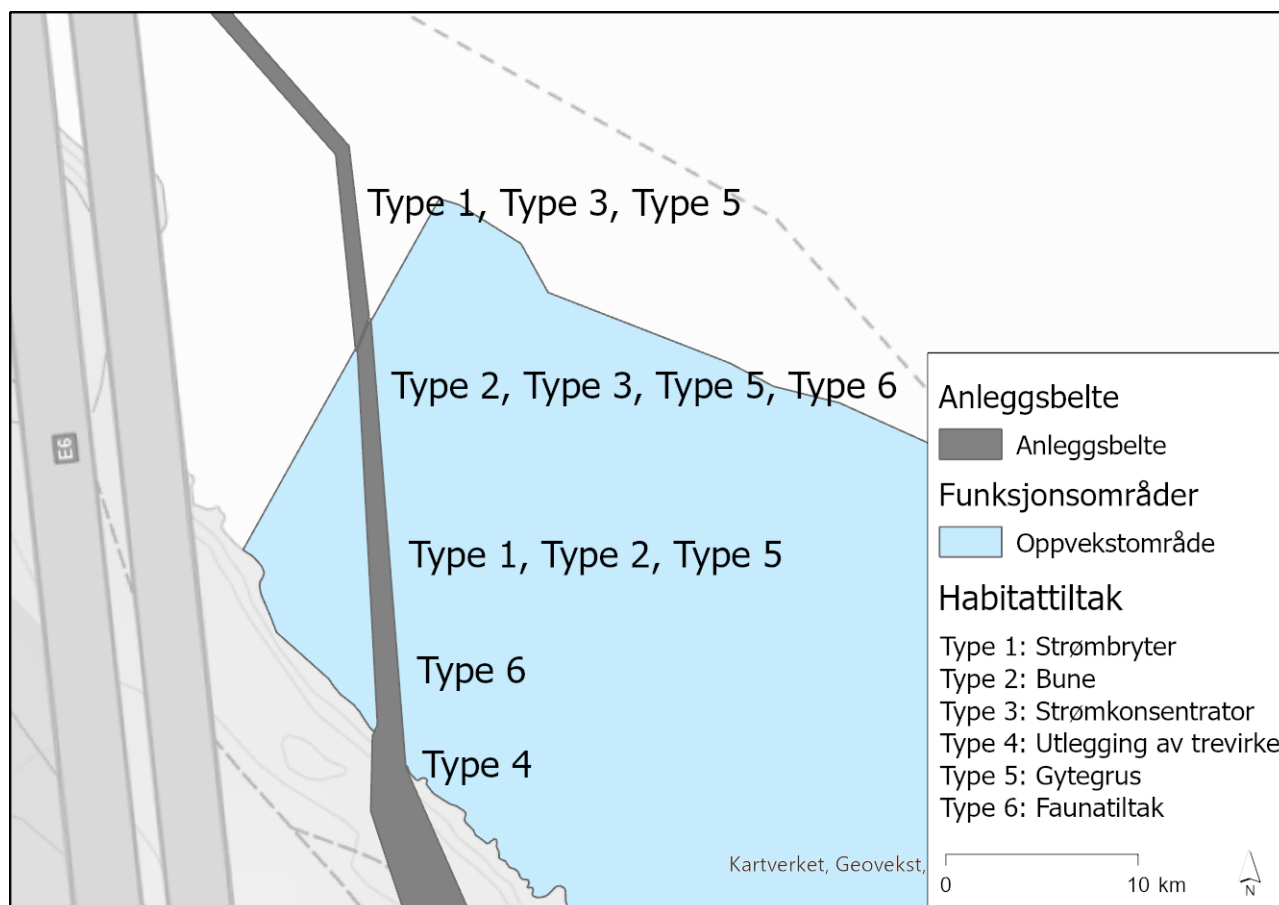 Type 1, Type 3, Type 5
Type 2, Type 3, Type 5, Type 6
E6
Type 1, Type 2, Type 5
Type 6
Type 4
Kartverket, Geovekst,
Anleggsbelte
Anleggsbelte
Funksjonsområder
Oppvekstområde
Habitattiltak
Type 1: Strømbryter
Type 2: Bune
Type 3: Strømkonsentrator
Type 4: Utlegging av trevirke
Type 5: Gytegrus
Type 6: Faunatiltak
0 10 km
N